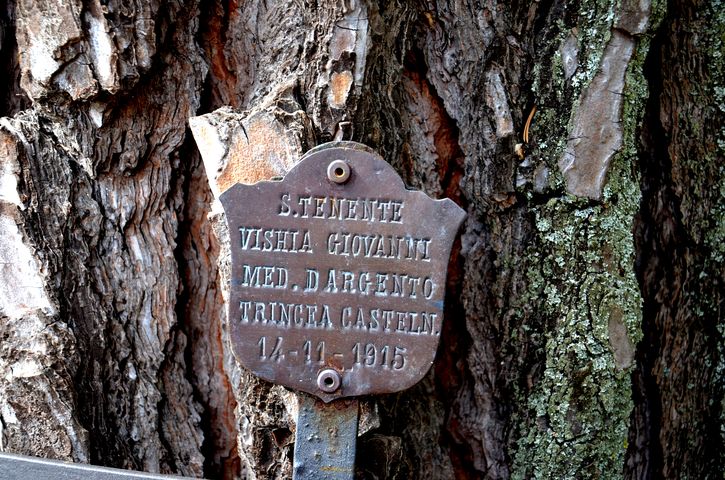 S.TENENTE
VISHIA GIOVANNI
MED. D ARGENTO
TRINCEA CASTELN.
14-11-1915